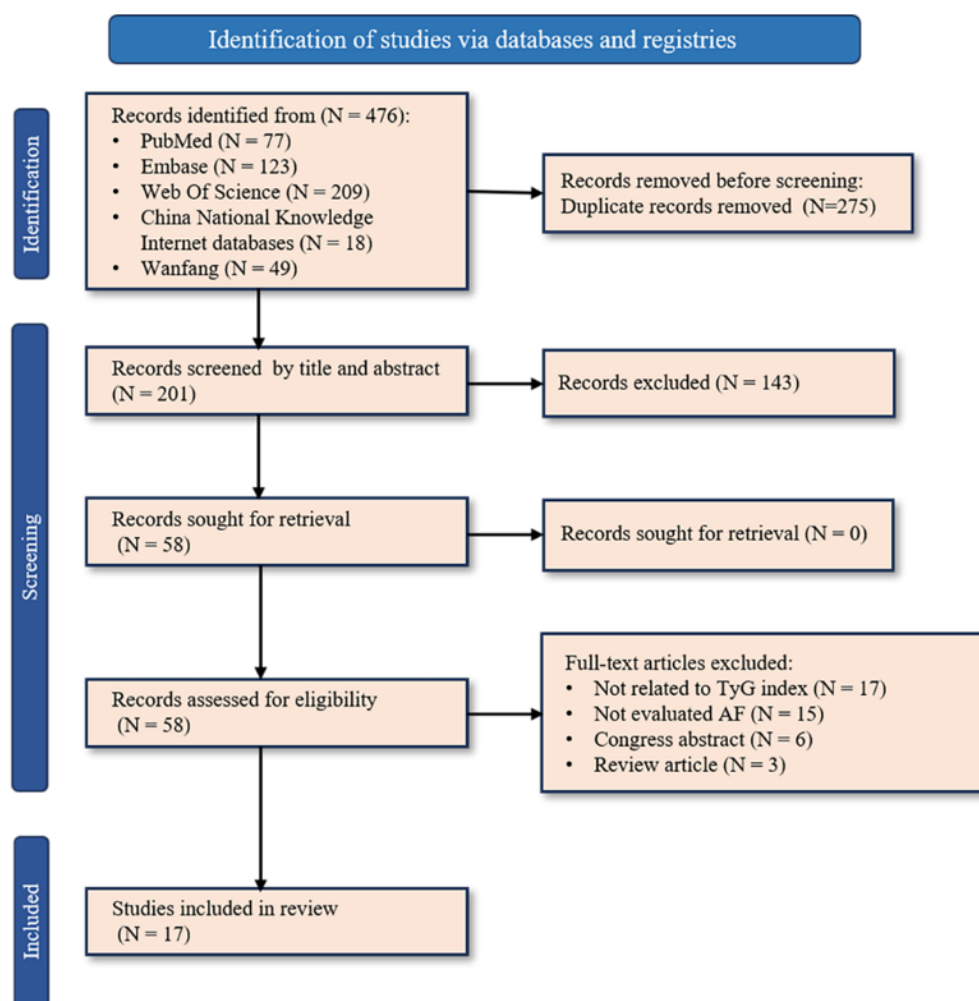 Identification of studies via databases and registries
Identification
Records identified from (N = 476):
• PubMed (N = 77)
• Embase (N = 123)
• Web Of Science (N = 209)
• China National Knowledge
Internet databases (N = 18)
• Wanfang (N = 49)
Records removed before screening:
Duplicate records removed (N=275)
Screening
Records screened by title and abstract
(N = 201)
Records excluded (N = 143)
Records sought for retrieval
(N = 58)
Records sought for retrieval (N = 0)
Records assessed for eligibility
(N = 58)
Full-text articles excluded:
• Not related to TyG index (N = 17)
• Not evaluated AF (N = 15)
• Congress abstract (N = 6)
• Review article (N = 3)
Included
Studies included in review
(N = 17)